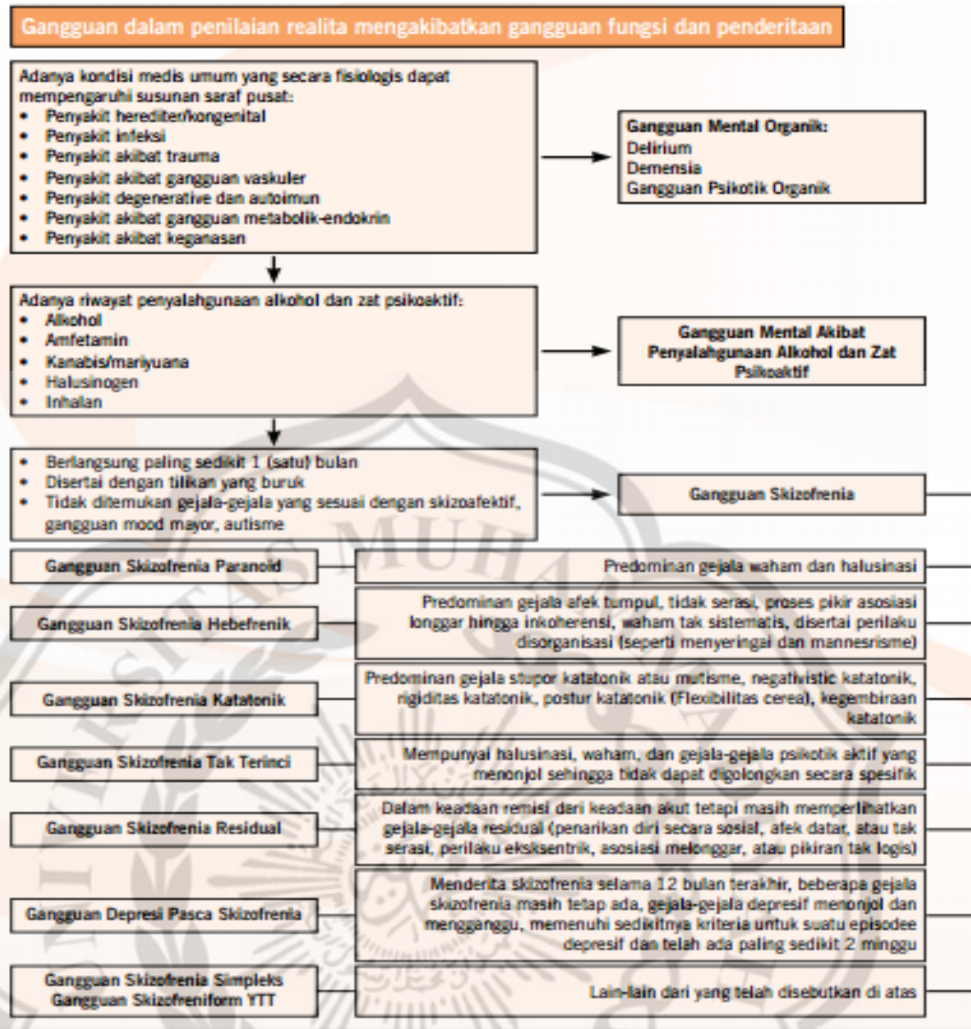 Gangguan dalam penilaian realita mengakibatkan gangguan fungsi dan penderitaan
Adanya kondisi medis umum yang secara fisiologis dapat
mempengaruhi susunan saraf pusat:
• Penyakit herediter/kongenital
• Penyakit infeksi
• Penyakit akibat trauma
• Penyakit akibat gangguan vaskuler
• Penyakit degenerative dan autoimun
• Penyakit akibat gangguan metabolik-endokrin
• Penyakit akibat keganasan
Gangguan Mental Organik:
Delirium
Demensia
Gangguan Psikotik Organik
Adanya riwayat penyalahgunaan alkohol dan zat psikoaktif:
• Alkohol
• Amfetamin
• Kanabis/mariyuana
• Halusinogen
• Inhalan
Gangguan Mental Akibat
Penyalahgunaan Alkohol dan Zat
Psikoaktif
• Berlangsung paling sedikit 1 (satu) bulan
• Disertai dengan tilikan yang buruk
• Tidak ditemukan gejala-gejala yang sesuai dengan skizoafektif,
gangguan mood mayor, autisme
Gangguan Skizofrenia
Gangguan Skizofrenia Paranoid
Predominan gejala waham dan halusinasi
Gangguan Skizofrenia Hebefrenik
Predominan gejala afek tumpul, tidak serasi, proses pikir asosiasi
longgar hingga inkoherensi, waham tak sistematis, disertai perilaku
disorganisasi (seperti menyeringai dan mannesrisme)
Gangguan Skizofrenia Katatonik
Predominan gejala stupor katatonik atau mutisme, negativistic katatonik,
rigiditas katatonik, postur katatonik (Flexibilitas cerea), kegembiraan
katatonik
Gangguan Skizofrenia Tak Terinci
Mempunyai halusinasi, waham, dan gejala-gejala psikotik aktif yang
menonjol sehingga tidak dapat digolongkan secara spesifik
Gangguan Skizofrenia Residual
Dalam keadaan remisi dari keadaan akut tetapi masih memperlihatkan
gejala-gejala residual (penarikan diri secara sosial, afek datar, atau tak
serasi, perilaku eksksentrik, asosiasi melonggar, atau pikiran tak logis)
Gangguan Depresi Pasca Skizofrenia
Menderita skizofrenia selama 12 bulan terakhir, beberapa gejala
skizofrenia masih tetap ada, gejala-gejala depresif menonjol dan
mengganggu, memenuhi sedikitnya kriteria untuk suatu episodee
depresif dan telah ada paling sedikit 2 minggu
Gangguan Skizofrenia Simpleks
Gangguan Skizofreniform YTT
Lain-lain dari yang telah disebutkan di atas